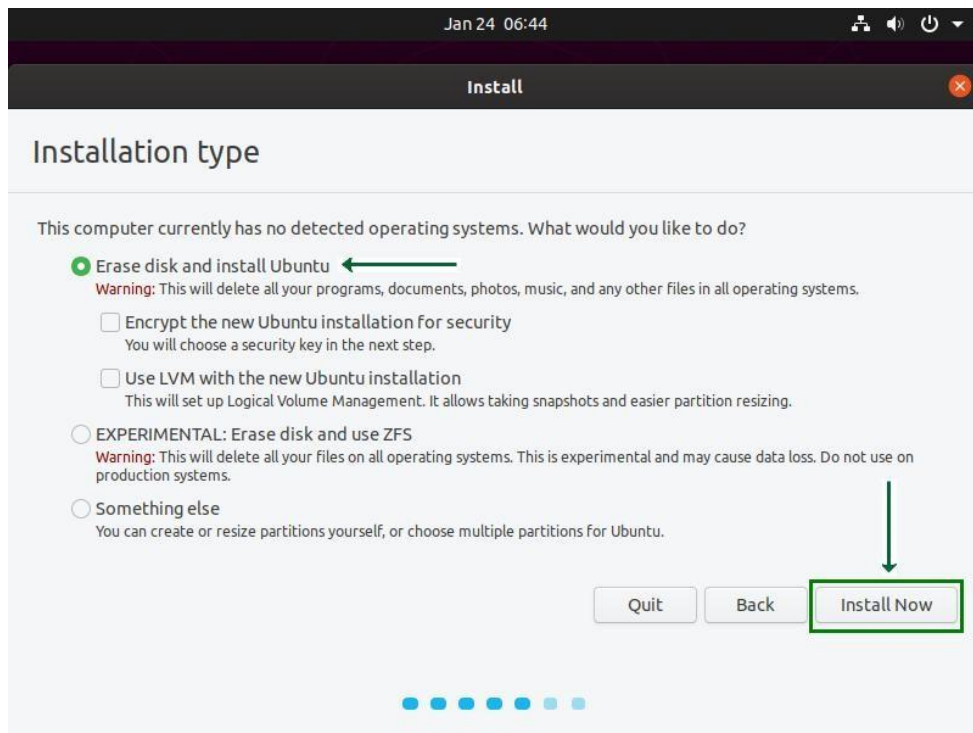 Jan 24 06:44
Install
Installation type
This computer currently has no detected operating systems. What would you like to do?
Erase disk and install Ubuntu
Warning: This will delete all your programs, documents, photos, music, and any other files in all operating systems.
Encrypt the new Ubuntu installation for security
You will choose a security key in the next step.
Use LVM with the new Ubuntu installation
This will set up Logical Volume Management. It allows taking snapshots and easier partition resizing.
EXPERIMENTAL: Erase disk and use ZFS
Warning: This will delete all your files on all operating systems. This is experimental and may cause data loss. Do not use on
production systems.
Something else
You can create or resize partitions yourself, or choose multiple partitions for Ubuntu.
Quit Back Install Now